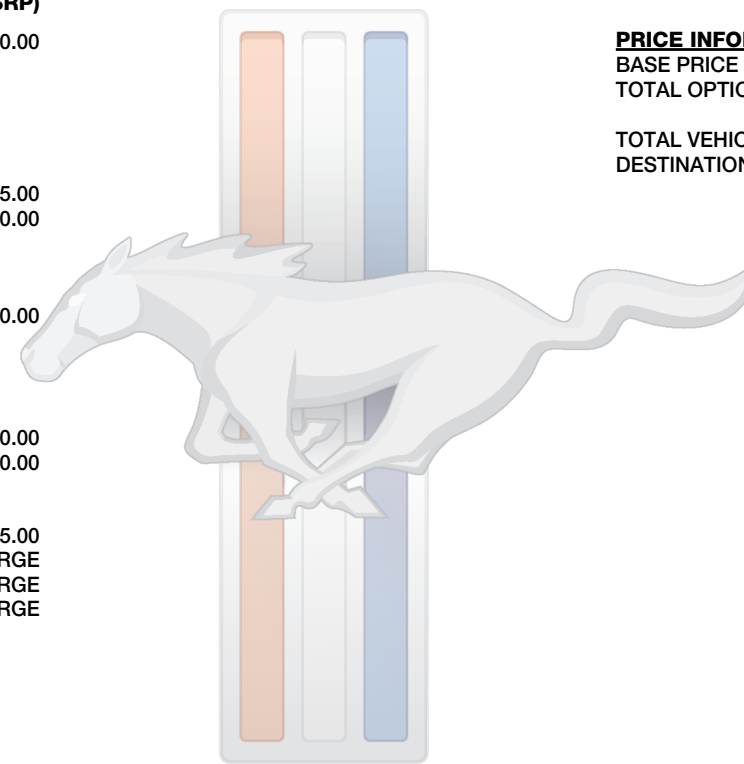 SRP)
0.00
5.00
0.00
0.00
0.00
0.00
5.00
RGE
RGE
RGE
PRICE INFO
BASE PRICE
TOTAL OPTIO
TOTAL VEHIC
DESTINATION